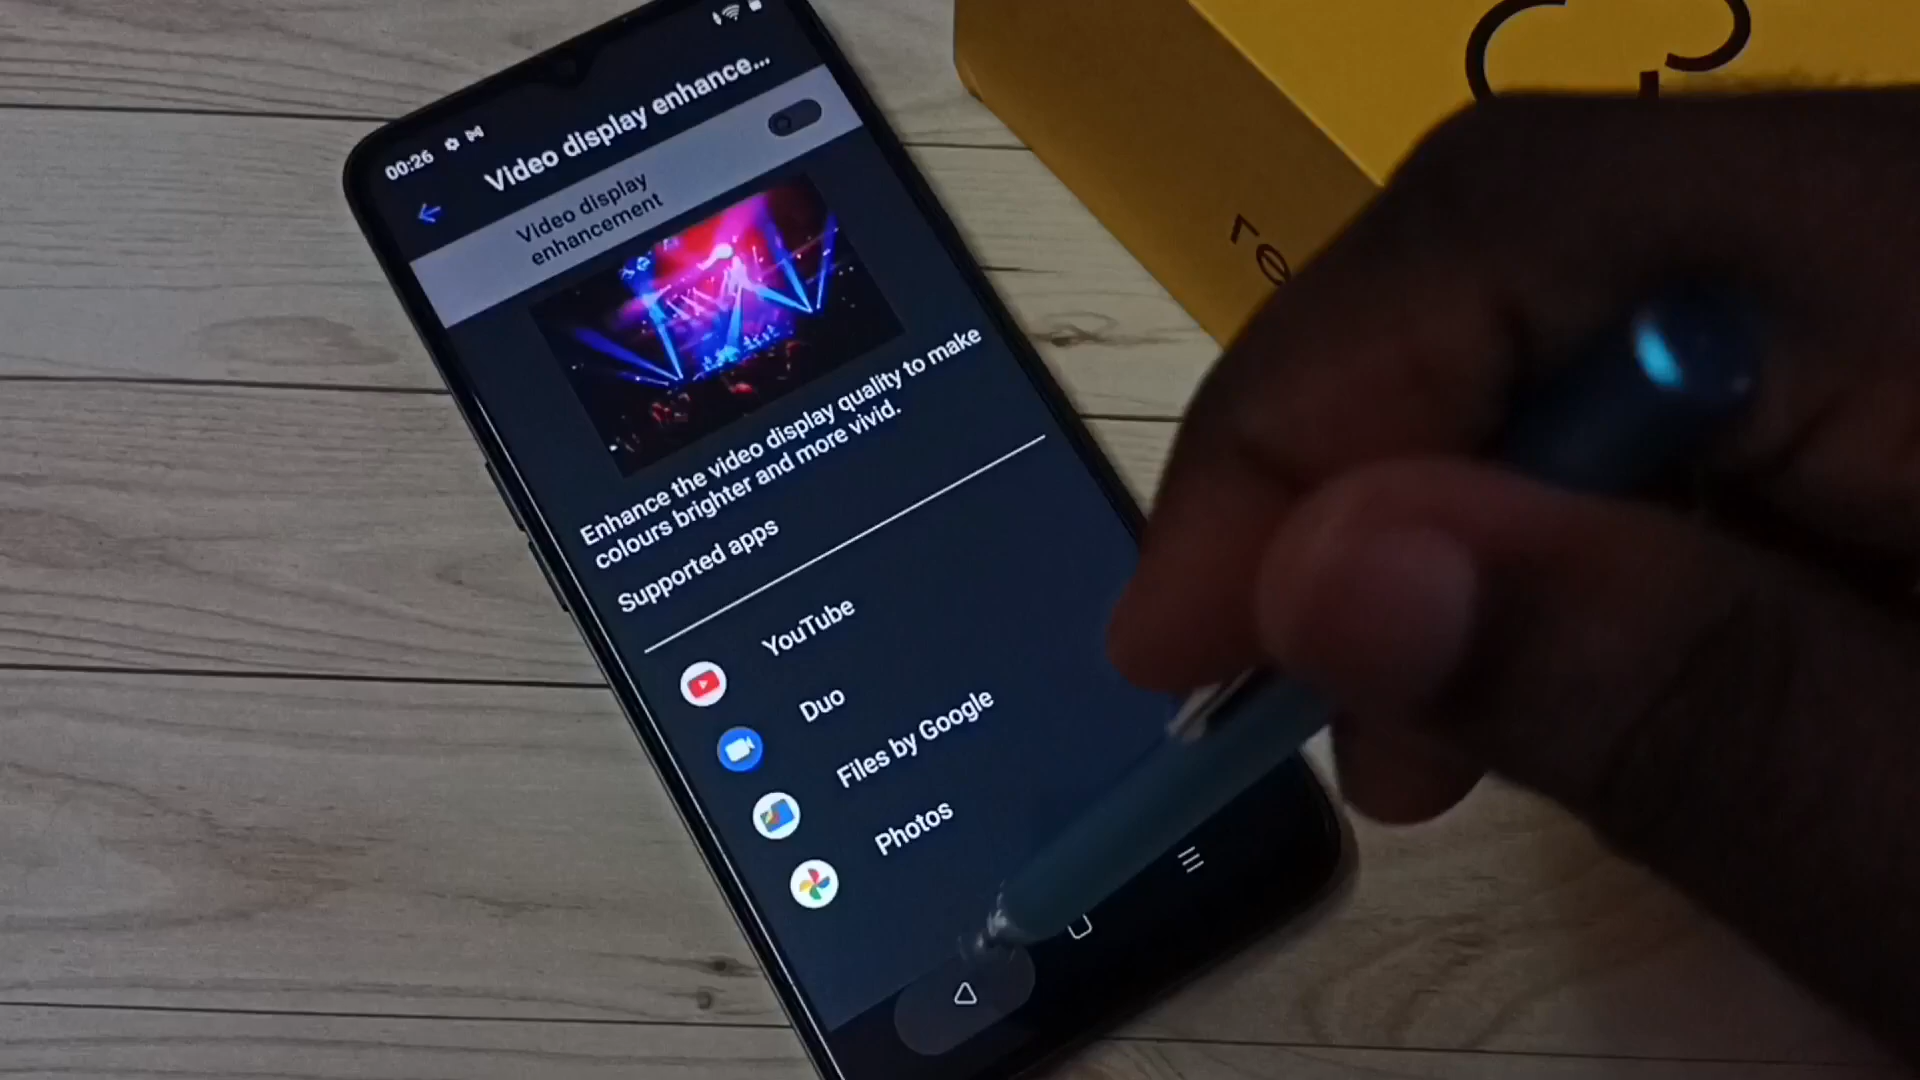 00:26
Video display enhance...
Video display
enhancement
Enhance the video display quality to make
colours brighter and more vivid.
Supported apps
YouTube
Duo
Files by Google
Photos